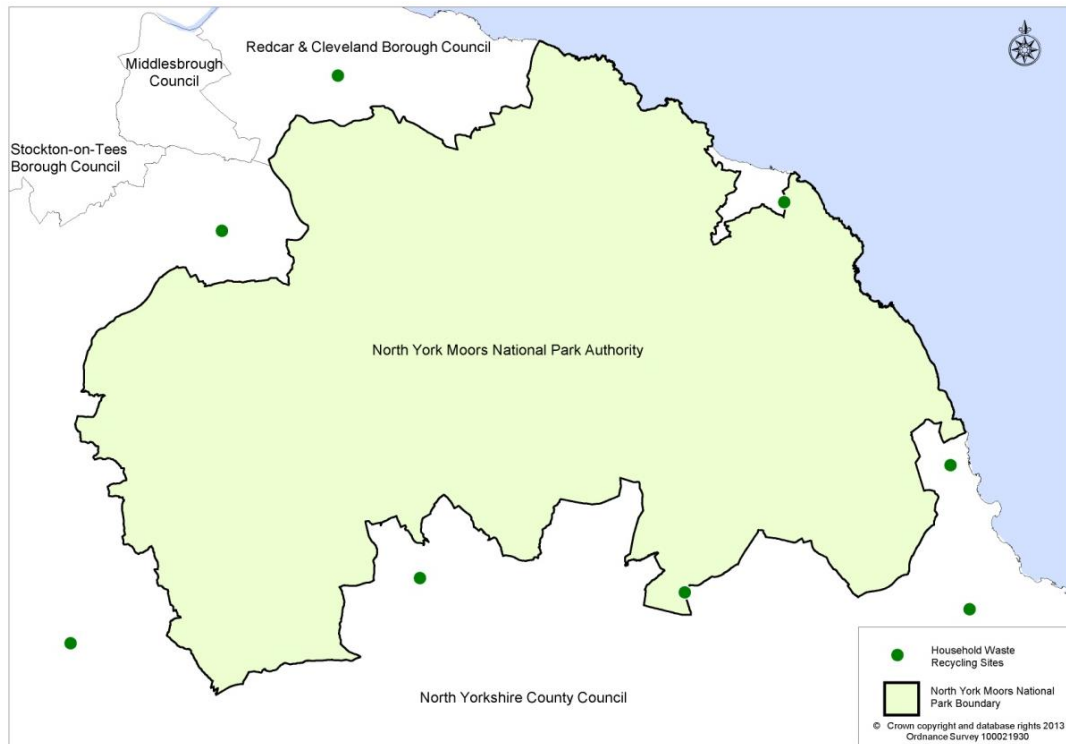 Redcar & Cleveland Borough Council
Middlesbrough
Council
Stockton-on-Tees
Borough Council
North York Moors National Park Authority
North Yorkshire County Council
Household Waste
Recycling Sites
North York Moors National
Park Boundary
© Crown copyright and database rights 2013
Ordnance Survey 100021930